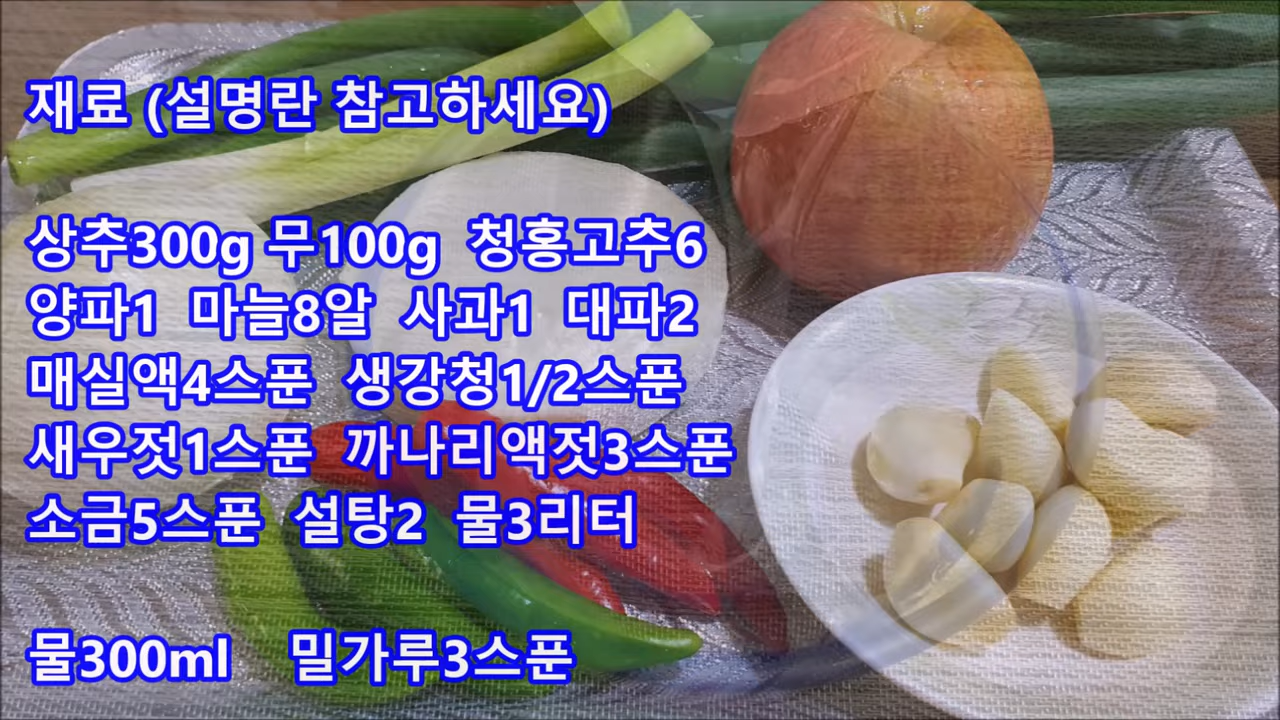 재료 (설명란 참고하세요)
상추300g 무100g 청홍고추6
양파1 마늘8알 사과1 대파2
매실액4스푼 생강청1/2스푼
새우젓1스푼 까나리액젓3스푼
소금5스푼 설탕2 물3리터
물300ml 밀가루3스푼